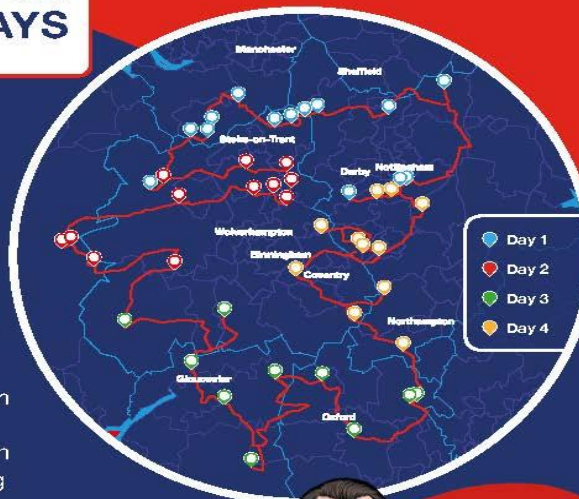 AYS
Manchester
Sheffield
Stoke-on-Trent
Derby
Nottingham
Wolverhampton
Birmingham
Coventry
Northampton
Gloucester
Oxford
Day 1
Day 2
Day 3
Day 4
n
n
g